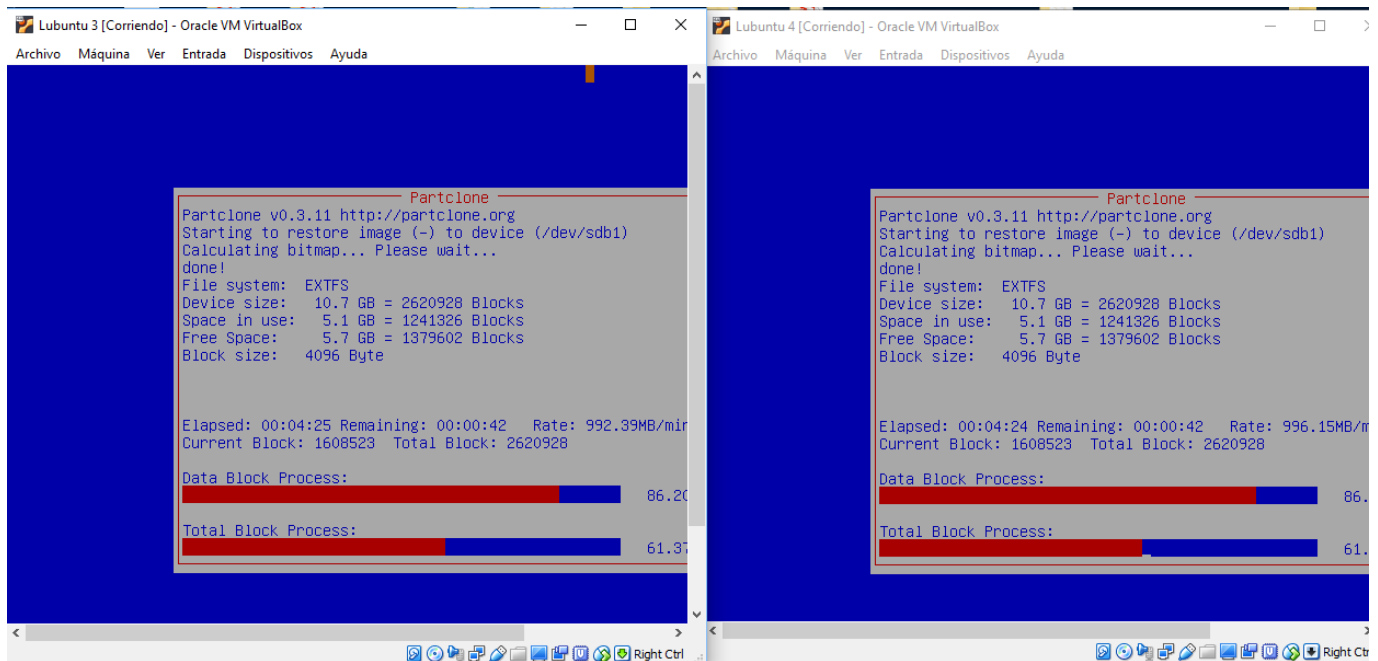 Lubuntu 3 [Corriendo] - Oracle VM VirtualBox
Archivo Máquina Ver Entrada Dispositivos Ayuda
Partclone
Partclone v0.3.11 http://partclone.org
Starting to restore image (-) to device (/dev/sdb1)
Calculating bitmap... Please wait...
done!
File system: EXTFS
Device size: 10.7 GB = 2620928 Blocks
Space in use: 5.1 GB = 1241326 Blocks
Free Space: 5.7 GB = 1379602 Blocks
Block size: 4096 Byte
Elapsed: 00:04:25 Remaining: 00:00:42 Rate: 992.39MB/min
Current Block: 1608523 Total Block: 2620928
Data Block Process:
86.20
Total Block Process:
61.37
Right Ctrl
Lubuntu 4 [Corriendo] - Oracle VM VirtualBox
Archivo Máquina Ver Entrada Dispositivos Ayuda
Partclone
Partclone v0.3.11 http://partclone.org
Starting to restore image (-) to device (/dev/sdb1)
Calculating bitmap... Please wait...
done!
File system: EXTFS
Device size: 10.7 GB = 2620928 Blocks
Space in use: 5.1 GB = 1241326 Blocks
Free Space: 5.7 GB = 1379602 Blocks
Block size: 4096 Byte
Elapsed: 00:04:24 Remaining: 00:00:42 Rate: 996.15MB/m
Current Block: 1608523 Total Block: 2620928
Data Block Process:
86.
Total Block Process:
61.
Right Ctr